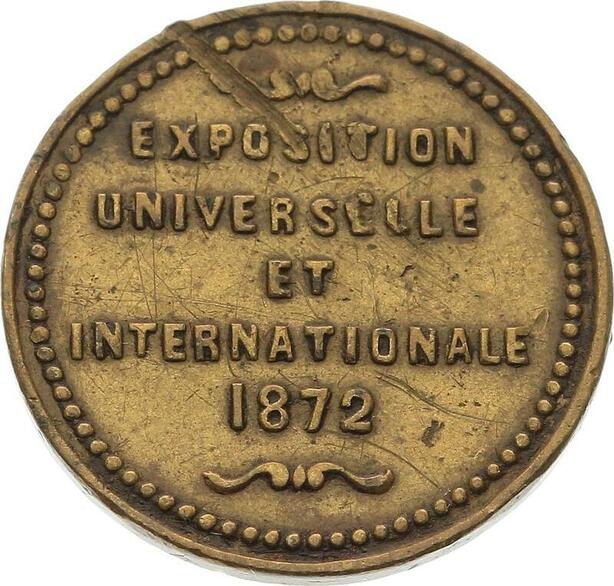 EXPOSITION
UNIVERSELLE
ET
INTERNATIONALE
1872